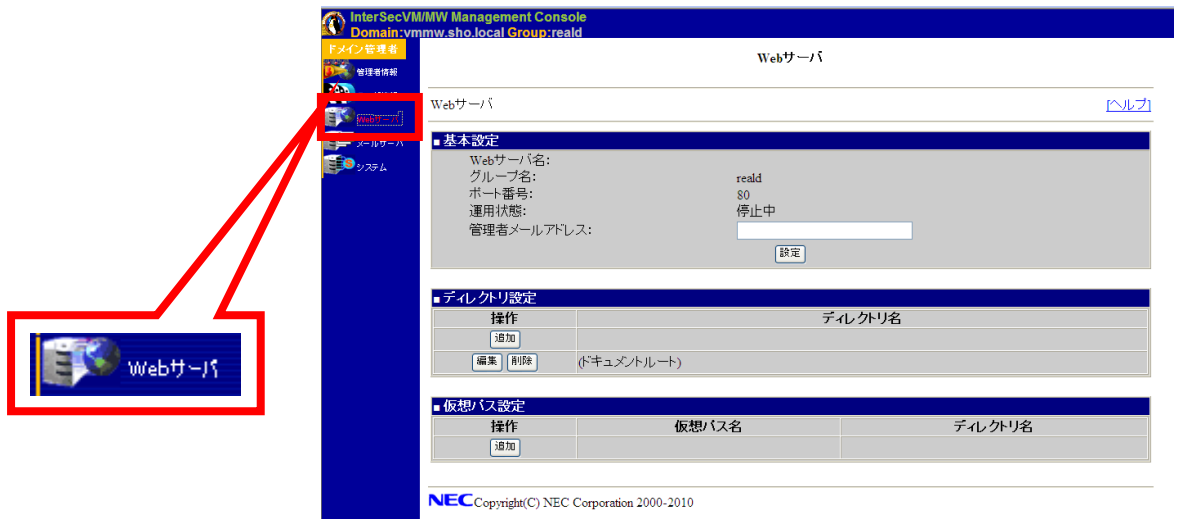 InterSecVM/MW Management Console
Domain:vmmw.sho.local Group:reald
ドメイン管理者
管理者情報
Webサーバ
メールサーバ
システム
Webサーバ
Webサーバ
Webサーバ [ヘルプ]
■基本設定
Webサーバ名:
グループ名: reald
ポート番号: 80
運用状態: 停止中
管理者メールアドレス:
設定
■ディレクトリ設定
操作 ディレクトリ名
追加
編集 削除 (ドキュメントルート)
■仮想パス設定
操作 仮想パス名 ディレクトリ名
追加
NEC Copyright(C) NEC Corporation 2000-2010